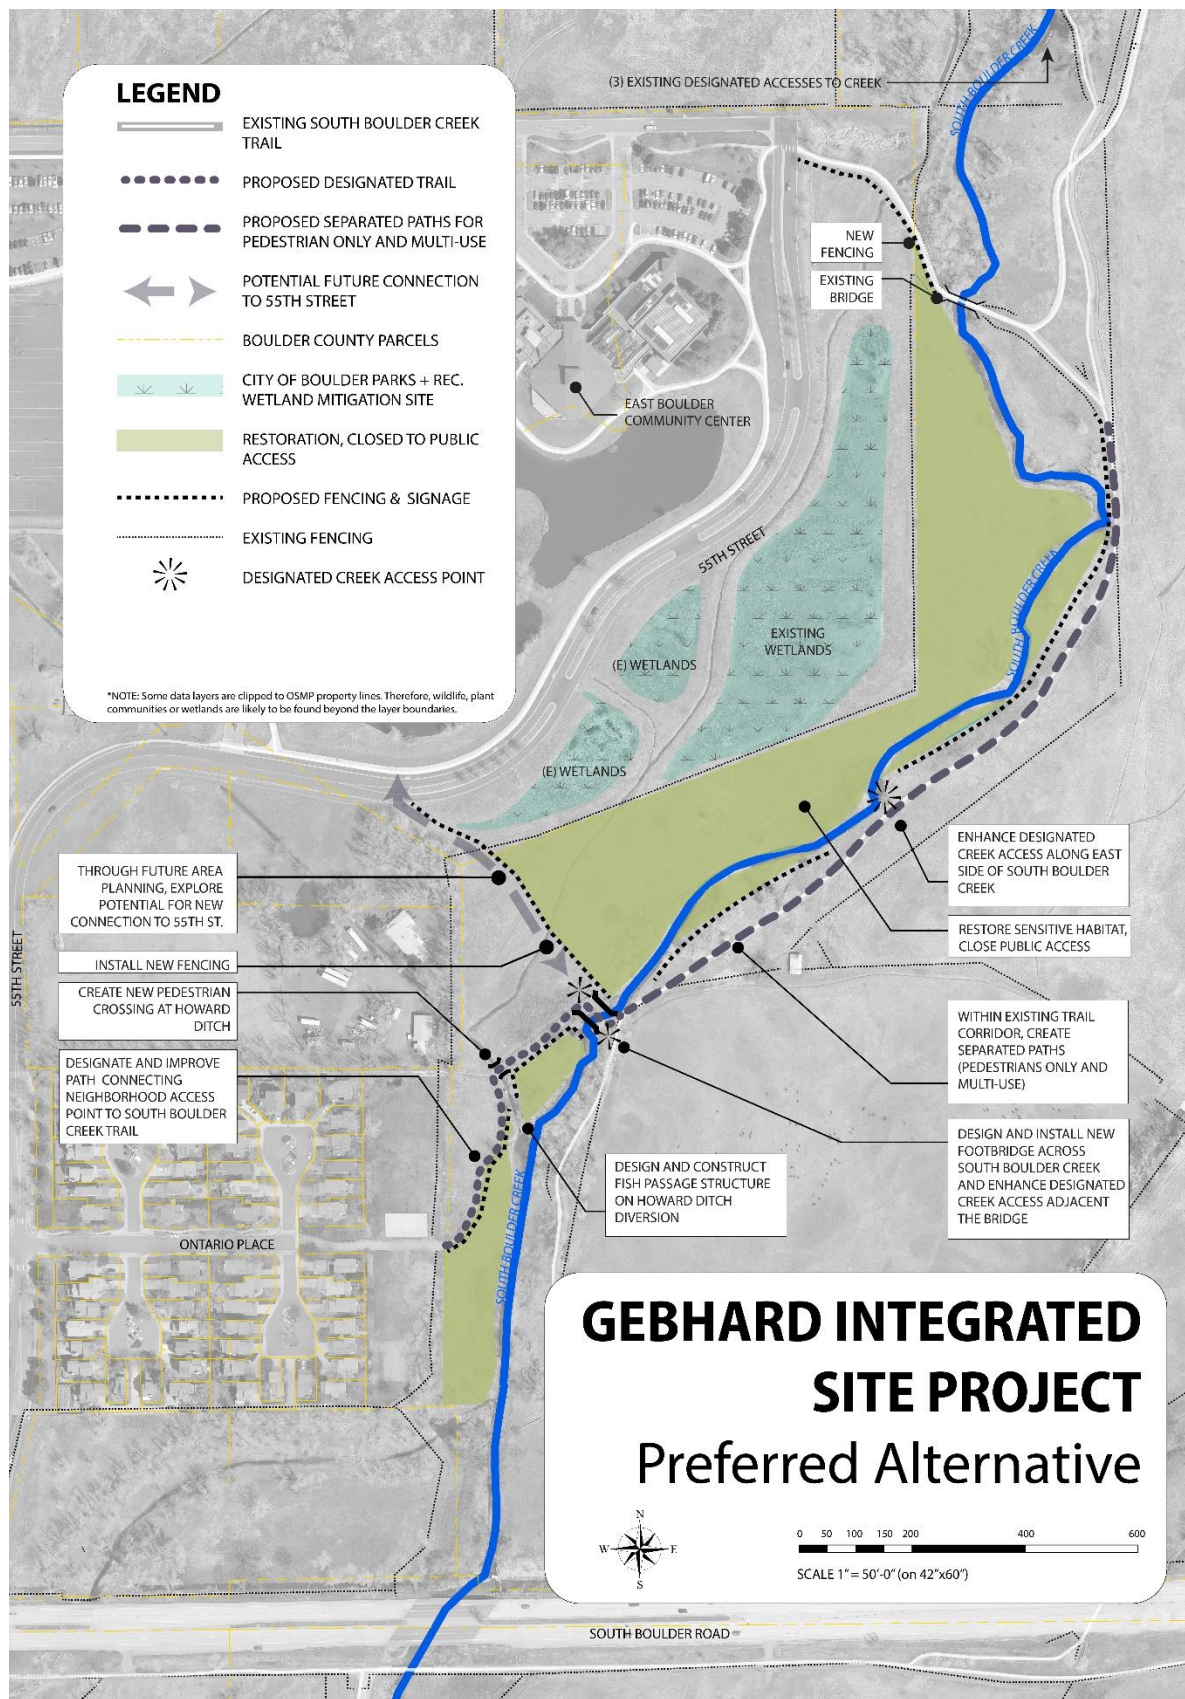 (3) EXISTING DESIGNATED ACCESSES TO CREEK
SOUTH BOULDER CREEK
SOUTH BOULDER CREEK
LEGEND
EXISTING SOUTH BOULDER CREEK
TRAIL
PROPOSED DESIGNATED TRAIL
PROPOSED SEPARATED PATHS FOR
PEDESTRIAN ONLY AND MULTI-USE
POTENTIAL FUTURE CONNECTION
TO 55TH STREET
BOULDER COUNTY PARCELS
CITY OF BOULDER PARKS + REC.
WETLAND MITIGATION SITE
RESTORATION, CLOSED TO PUBLIC
ACCESS
PROPOSED FENCING & SIGNAGE
EXISTING FENCING
DESIGNATED CREEK ACCESS POINT
*NOTE: Some data layers are clipped to OSMP property lines. Therefore, wildlife, plant
communities or wetlands are likely to be found beyond the layer boundaries.
NEW
FENCING
EXISTING
BRIDGE
EAST BOULDER
COMMUNITY CENTER
55TH STREET
EXISTING
WETLANDS
(E) WETLANDS
(E) WETLANDS
SOUTH BOULDER CREEK
THROUGH FUTURE AREA
PLANNING, EXPLORE
POTENTIAL FOR NEW
CONNECTION TO 55TH ST.
INSTALL NEW FENCING
CREATE NEW PEDESTRIAN
CROSSING AT HOWARD
DITCH
DESIGNATE AND IMPROVE
PATH CONNECTING
NEIGHBORHOOD ACCESS
POINT TO SOUTH BOULDER
CREEK TRAIL
55TH STREET
ENHANCE DESIGNATED
CREEK ACCESS ALONG EAST
SIDE OF SOUTH BOULDER
CREEK
RESTORE SENSITIVE HABITAT,
CLOSE PUBLIC ACCESS
WITHIN EXISTING TRAIL
CORRIDOR, CREATE
SEPARATED PATHS
(PEDESTRIANS ONLY AND
MULTI-USE)
DESIGN AND INSTALL NEW
FOOTBRIDGE ACROSS
SOUTH BOULDER CREEK
AND ENHANCE DESIGNATED
CREEK ACCESS ADJACENT
THE BRIDGE
DESIGN AND CONSTRUCT
FISH PASSAGE STRUCTURE
ON HOWARD DITCH
DIVERSION
ONTARIO PLACE
SOUTH BOULDER CREEK
GEBHARD INTEGRATED
SITE PROJECT
Preferred Alternative
N
W E
S
0 50 100 150 200 400 600
SCALE 1" = 50'-0" (on 42"x60")
SOUTH BOULDER ROAD